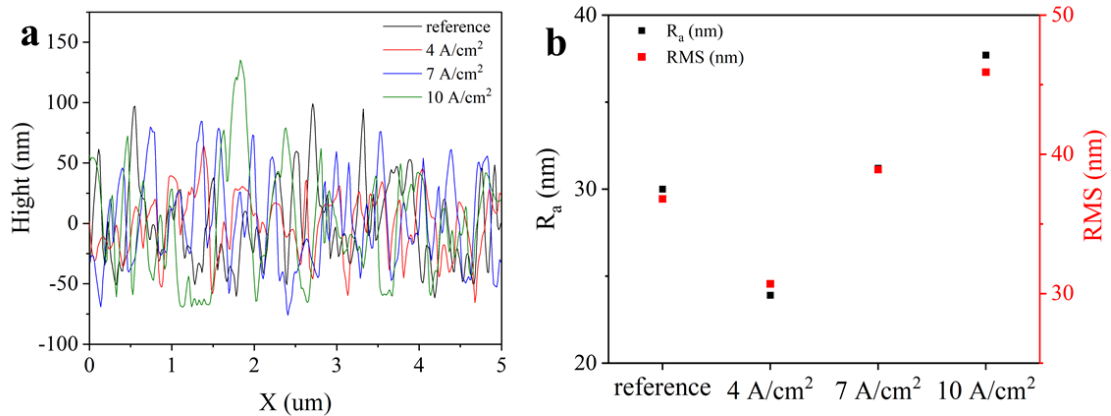 a
reference
4 A/cm²
7 A/cm²
10 A/cm²
150
100
50
0
-50
-100
Hight (nm)
0 1 2 3 4 5
X (um)
b
Rₐ (nm)
RMS (nm)
40
30
20
Rₐ (nm)
50
40
30
RMS (nm)
reference 4 A/cm² 7 A/cm² 10 A/cm²